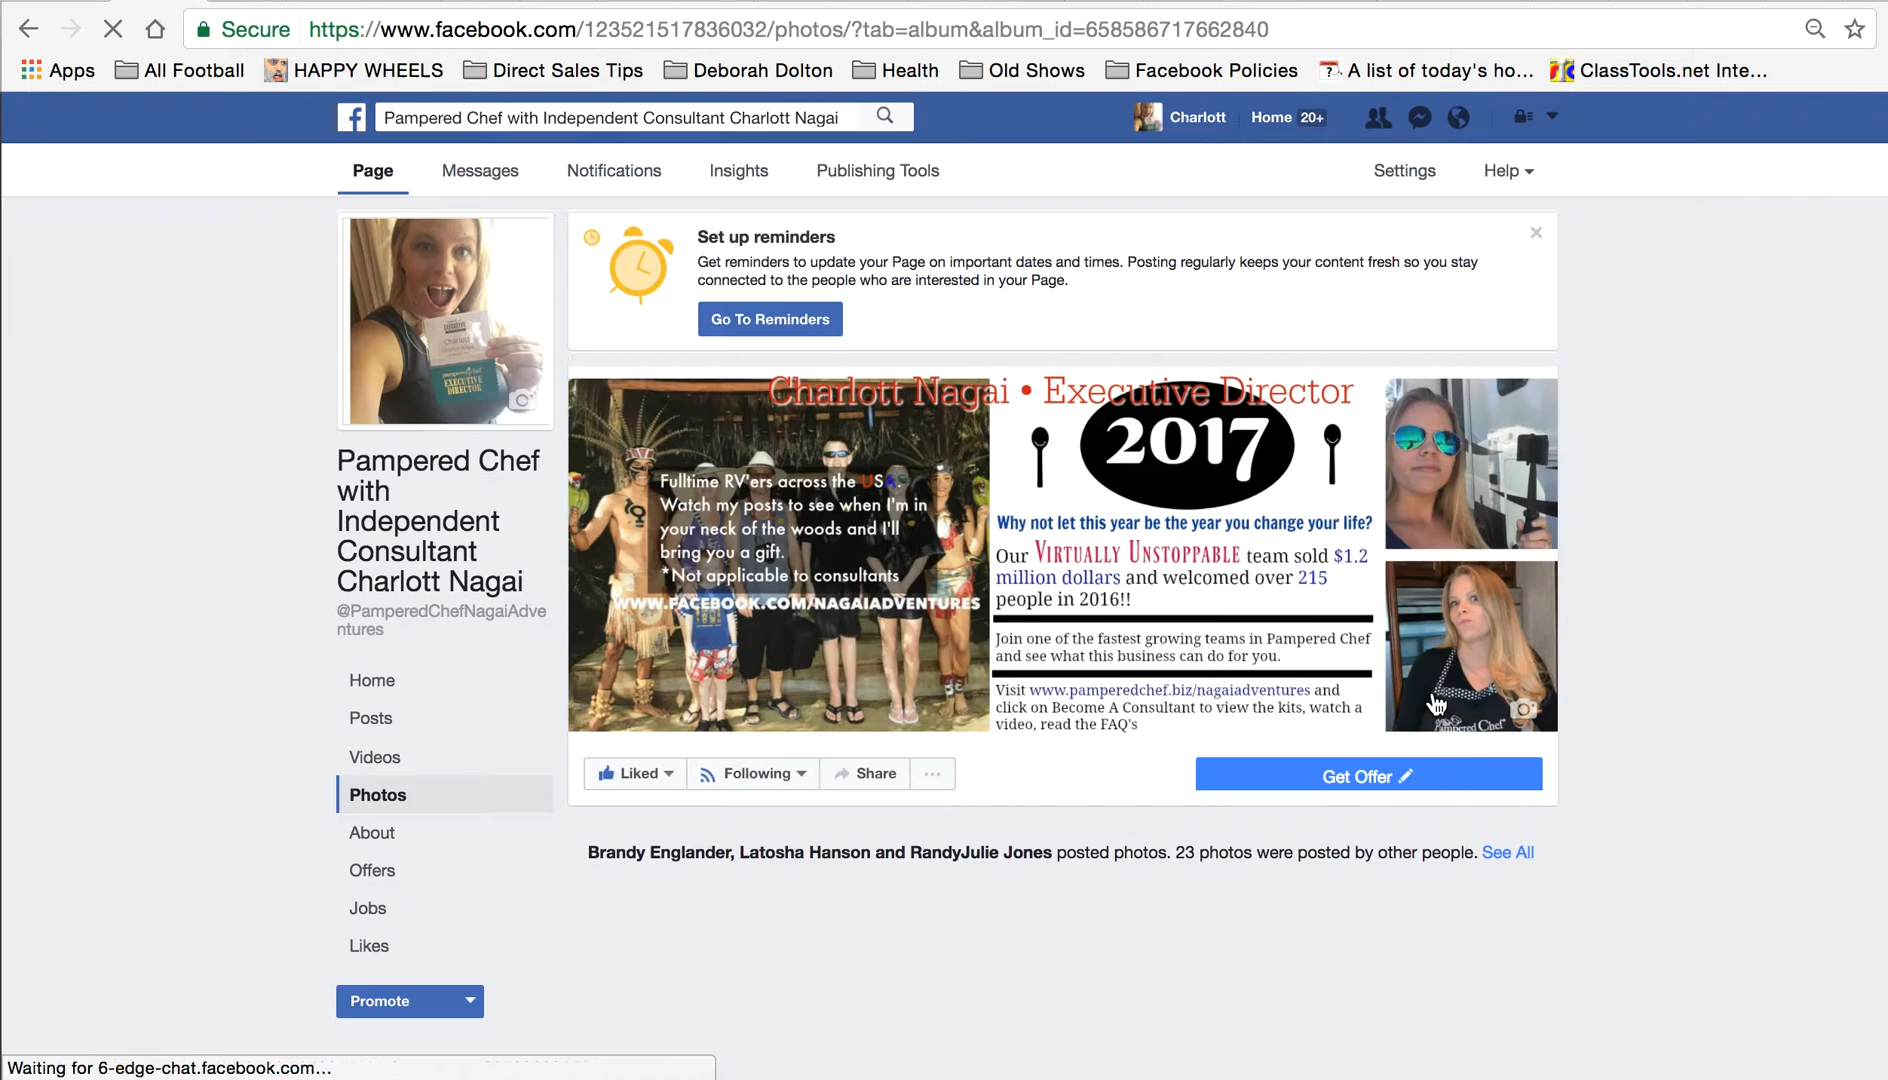 Secure https://www.facebook.com/123521517836032/photos/?tab=album&album_id=658586717662840
Apps All Football HAPPY WHEELS Direct Sales Tips Deborah Dolton Health Old Shows Facebook Policies A list of today's ho... ClassTools.net Inte...
Pampered Chef with Independent Consultant Charlott Nagai
Charlott Home 20+
Page Messages Notifications Insights Publishing Tools Settings Help
Set up reminders
Get reminders to update your Page on important dates and times. Posting regularly keeps your content fresh so you stay
connected to the people who are interested in your Page.
Go To Reminders
EXECUTIVE
DIRECTOR
Charlott Nagai • Executive Director
2017
Fulltime RV'ers across the USA.
Watch my posts to see when I'm in
your neck of the woods and I'll
bring you a gift.
*Not applicable to consultants
WWW.FACEBOOK.COM/NAGAIADVENTURES
Why not let this year be the year you change your life?
Our VIRTUALLY UNSTOPPABLE team sold $1.2
million dollars and welcomed over 215
people in 2016!!
Join one of the fastest growing teams in Pampered Chef
and see what this business can do for you.
Visit www.pamperedchef.biz/nagaiadventures and
click on Become A Consultant to view the kits, watch a
video, read the FAQ's
Pampered Chef
Pampered Chef
with
Independent
Consultant
Charlott Nagai
@PamperedChefNagaiAdve
ntures
Home
Posts
Videos
Photos
About
Offers
Jobs
Likes
Promote
Liked Following Share ...
Get Offer
Brandy Englander, Latosha Hanson and RandyJulie Jones posted photos. 23 photos were posted by other people. See All
Waiting for 6-edge-chat.facebook.com...